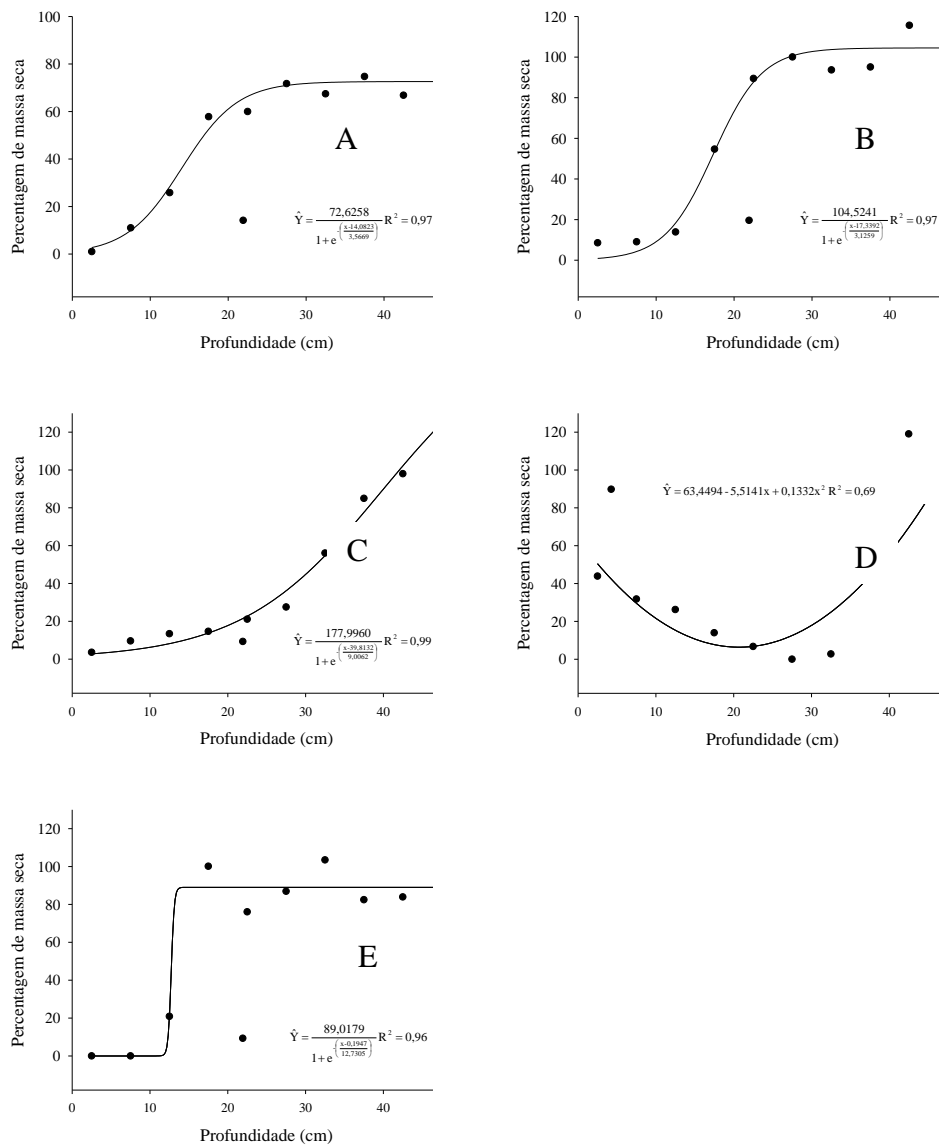 Percentagem de massa seca
100
80
60
40
20
0
A
Ŷ = 72,6258 / 1+e^-((x-14,0823)/3,5669) R² = 0,97
0 10 20 30 40
Profundidade (cm)
Percentagem de massa seca
120
100
80
60
40
20
0
B
Ŷ = 104,5241 / 1+e^-((x-17,3392)/3,1259) R² = 0,97
0 10 20 30 40
Profundidade (cm)
Percentagem de massa seca
120
100
80
60
40
20
0
C
Ŷ = 177,9960 / 1+e^-((x-39,8132)/9,0062) R² = 0,99
0 10 20 30 40
Profundidade (cm)
Percentagem de massa seca
120
100
80
60
40
20
0
Ŷ = 63,4494 - 5,5141x + 0,1332x² R² = 0,69
D
0 10 20 30 40
Profundidade (cm)
Percentagem de massa seca
120
100
80
60
40
20
0
E
Ŷ = 89,0179 / 1+e^-((x-0,1947)/12,7305) R² = 0,96
0 10 20 30 40
Profundidade (cm)